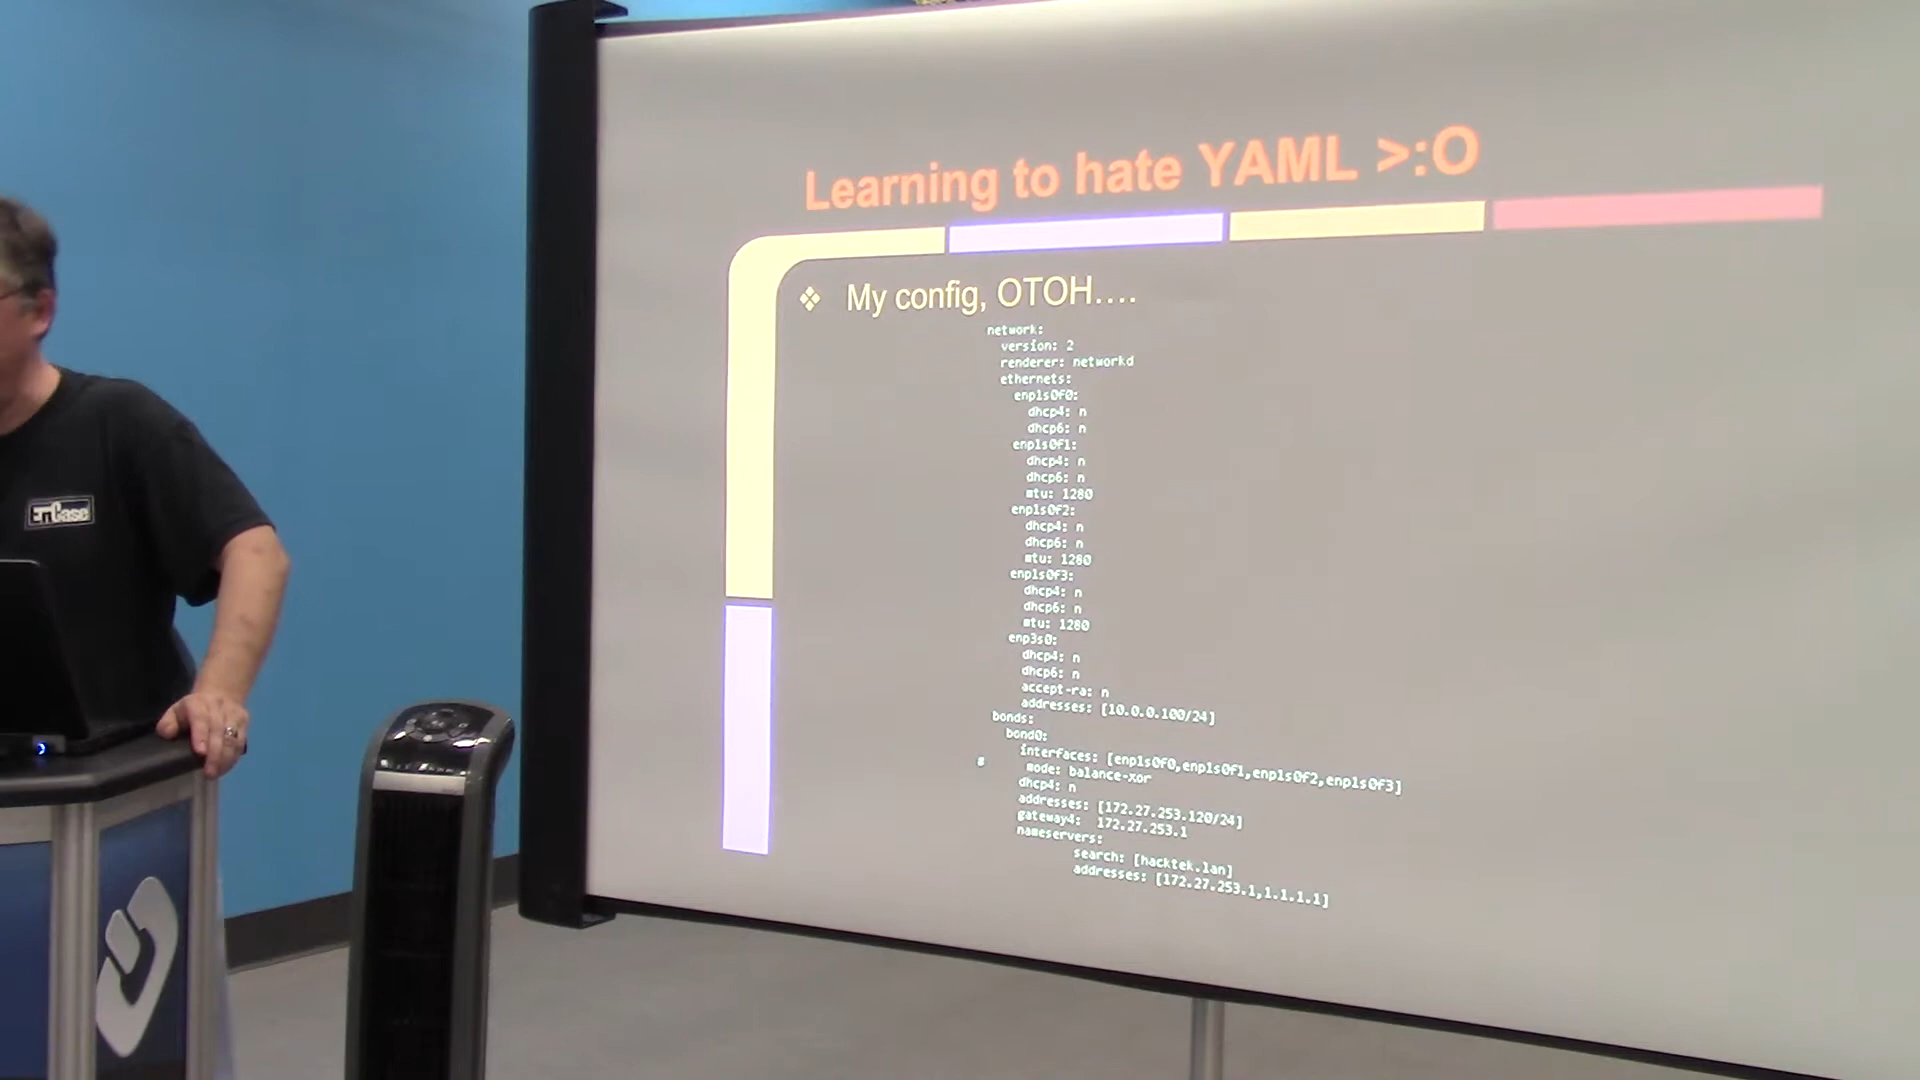 Learning to hate YAML >:O
❖ My config, OTOH....
network:
  version: 2
  renderer: networkd
  ethernets:
    enp1s0f0:
      dhcp4: n
      dhcp6: n
    enp1s0f1:
      dhcp4: n
      dhcp6: n
      mtu: 1280
    enp1s0f2:
      dhcp4: n
      dhcp6: n
      mtu: 1280
    enp1s0f3:
      dhcp4: n
      dhcp6: n
      mtu: 1280
    enp3s0:
      dhcp4: n
      dhcp6: n
      accept-ra: n
      addresses: [10.0.0.100/24]
  bonds:
    bond0:
      interfaces: [enp1s0f0,enp1s0f1,enp1s0f2,enp1s0f3]
#      mode: balance-xor
      dhcp4: n
      addresses: [172.27.253.120/24]
      gateway4:  172.27.253.1
      nameservers:
              search: [hacktek.lan]
              addresses: [172.27.253.1,1.1.1.1]
EnCase